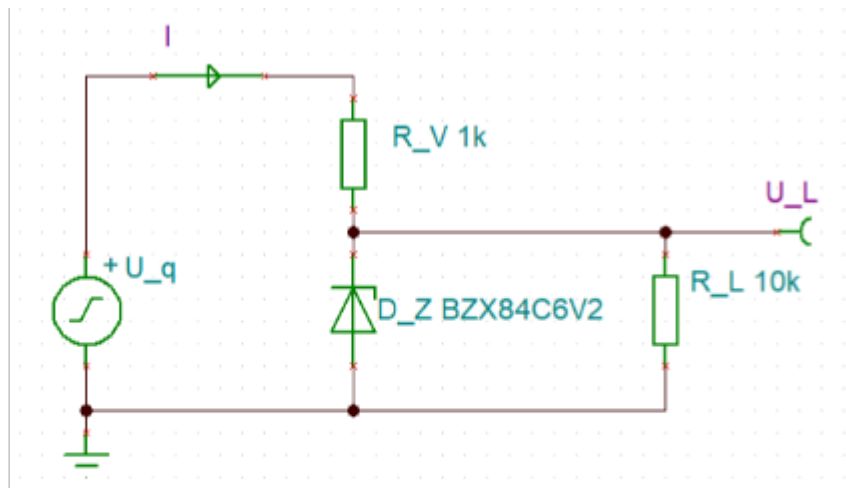 I
R_V 1k
U_L
+ U_q
R_L 10k
D_Z BZX84C6V2